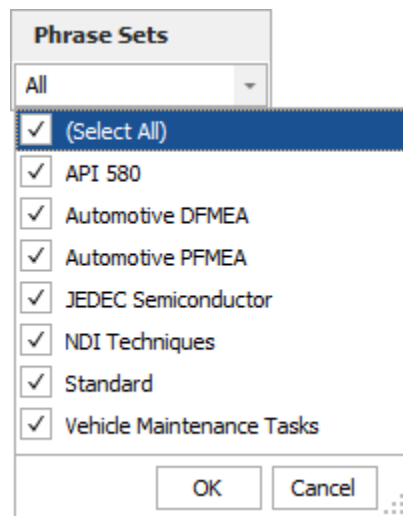 Phrase Sets
All
(Select All)
API 580
Automotive DFMEA
Automotive PFMEA
JEDEC Semiconductor
NDI Techniques
Standard
Vehicle Maintenance Tasks
OK Cancel